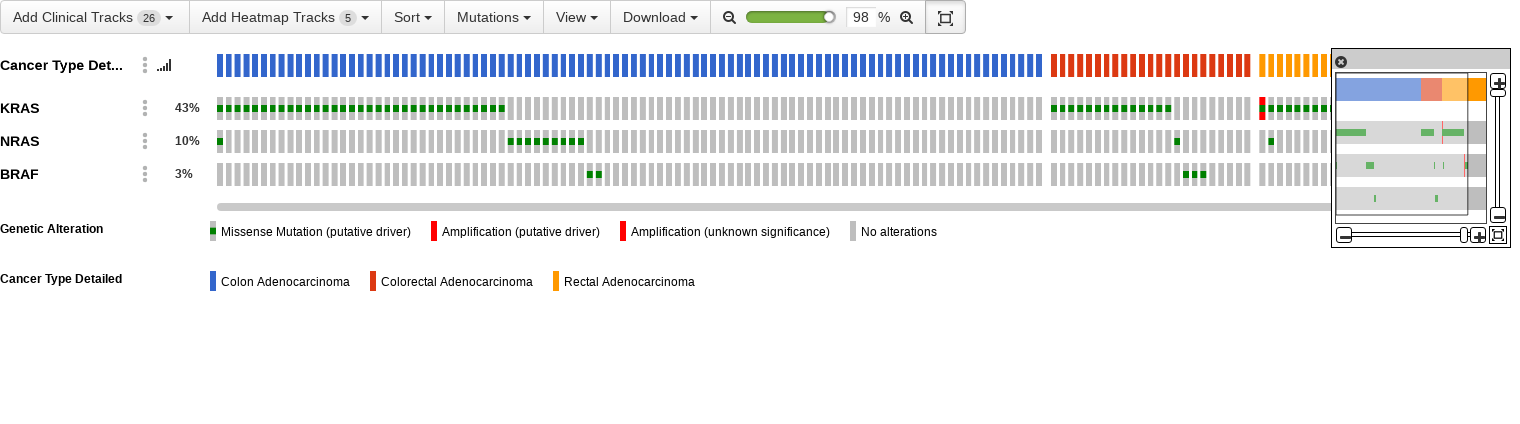 Add Clinical Tracks 26 Add Heatmap Tracks 5 Sort Mutations View Download 98 %
Cancer Type Det...
KRAS 43%
NRAS 10%
BRAF 3%
Genetic Alteration Missense Mutation (putative driver) Amplification (putative driver) Amplification (unknown significance) No alterations
Cancer Type Detailed Colon Adenocarcinoma Colorectal Adenocarcinoma Rectal Adenocarcinoma